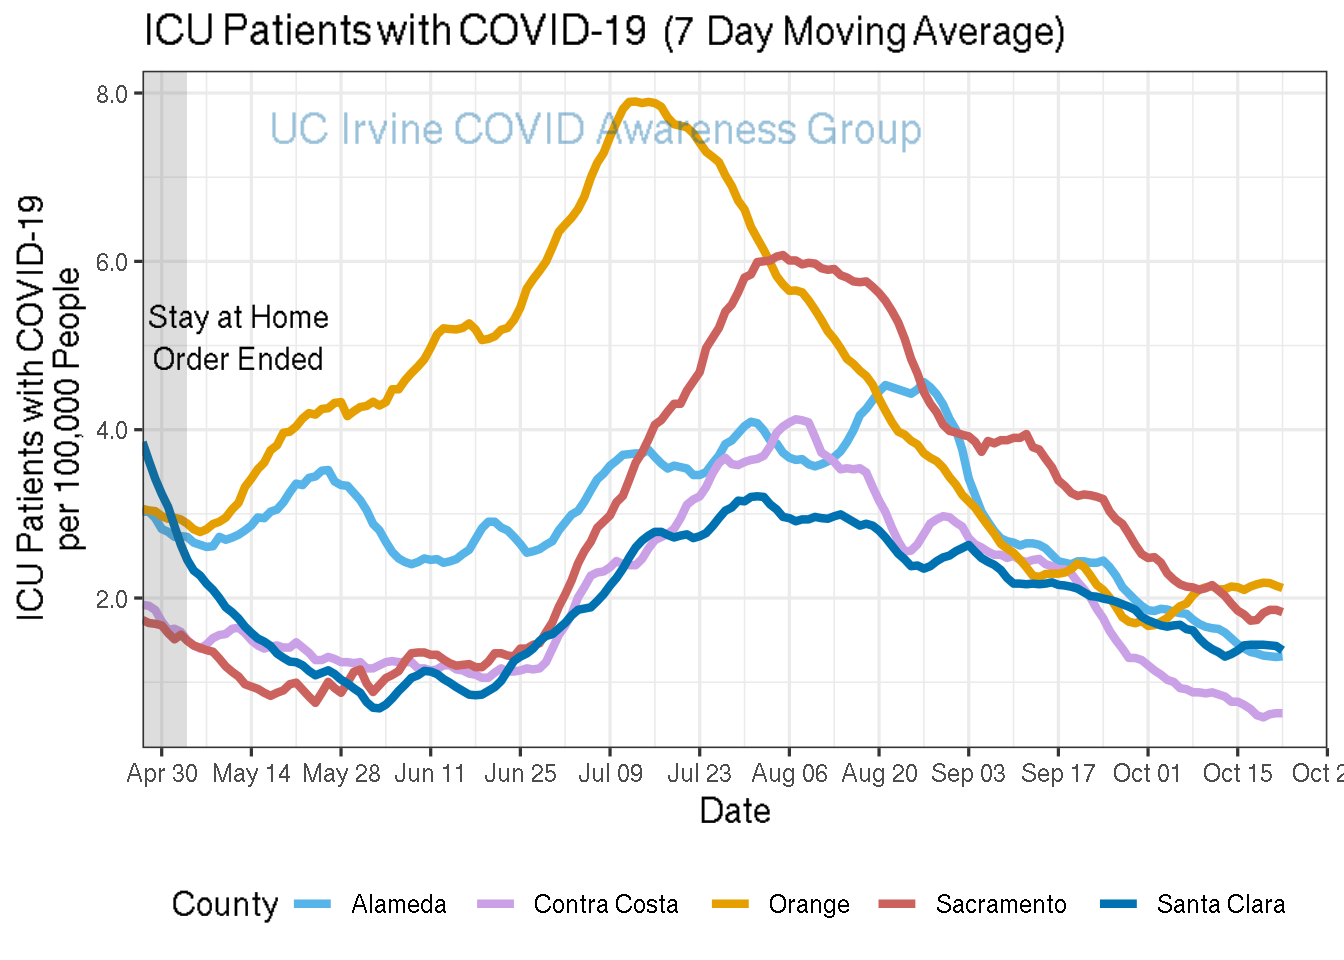 ICU Patients with COVID-19 (7 Day Moving Average)
UC Irvine COVID Awareness Group
Stay at Home
Order Ended
ICU Patients with COVID-19
per 100,000 People
8.0
6.0
4.0
2.0
Apr 30 May 14 May 28 Jun 11 Jun 25 Jul 09 Jul 23 Aug 06 Aug 20 Sep 03 Sep 17 Oct 01 Oct 15 Oct 2
Date
County Alameda Contra Costa Orange Sacramento Santa Clara